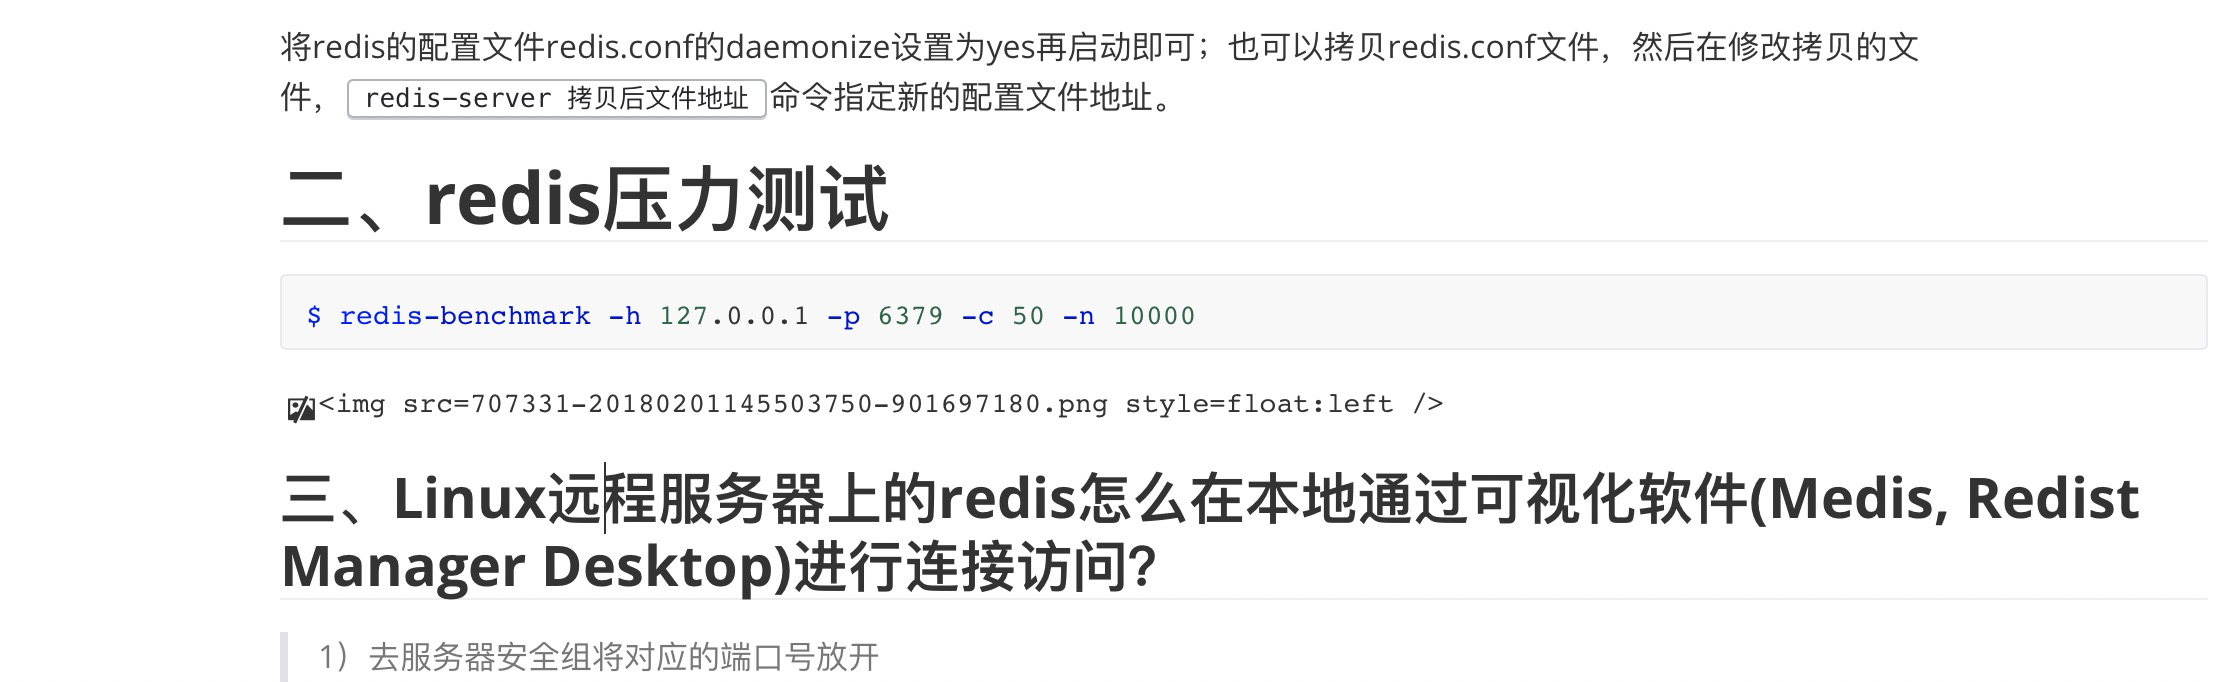 将redis的配置文件redis.conf的daemonize设置为yes再启动即可；也可以拷贝redis.conf文件，然后在修改拷贝的文
件， redis-server 拷贝后文件地址 命令指定新的配置文件地址。
二、redis压力测试
$ redis-benchmark -h 127.0.0.1 -p 6379 -c 50 -n 10000
<img src=707331-20180201145503750-901697180.png style=float:left />
三、Linux远程服务器上的redis怎么在本地通过可视化软件(Medis, Redist
Manager Desktop)进行连接访问?
1）去服务器安全组将对应的端口号放开